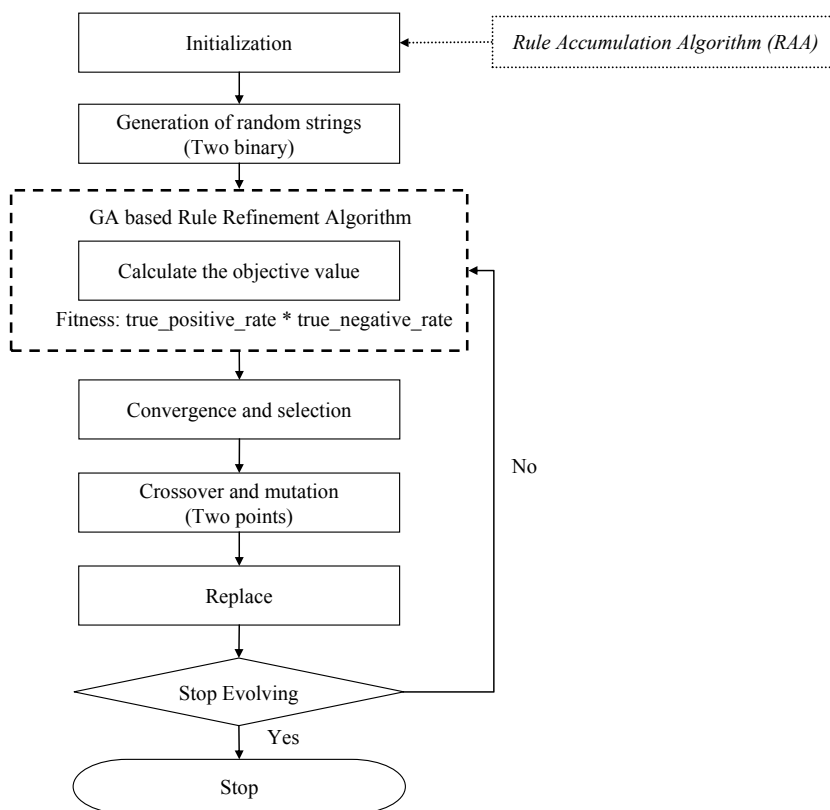 Initialization
Rule Accumulation Algorithm (RAA)
Generation of random strings
(Two binary)
GA based Rule Refinement Algorithm
Calculate the objective value
Fitness: true_positive_rate * true_negative_rate
Convergence and selection
Crossover and mutation
(Two points)
No
Replace
Stop Evolving
Yes
Stop